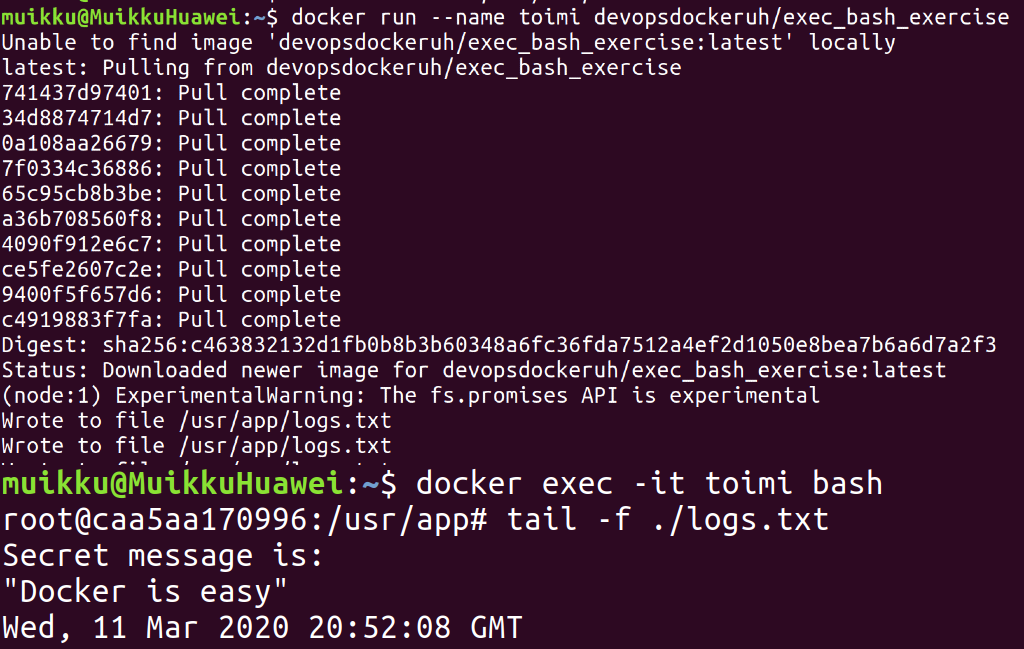 muikku@MuikkuHuawei:~$ docker run --name toimi devopsdockeruh/exec_bash_exercise
Unable to find image 'devopsdockeruh/exec_bash_exercise:latest' locally
latest: Pulling from devopsdockeruh/exec_bash_exercise
741437d97401: Pull complete
34d8874714d7: Pull complete
0a108aa26679: Pull complete
7f0334c36886: Pull complete
65c95cb8b3be: Pull complete
a36b708560f8: Pull complete
4090f912e6c7: Pull complete
ce5fe2607c2e: Pull complete
9400f5f657d6: Pull complete
c4919883f7fa: Pull complete
Digest: sha256:c463832132d1fb0b8b3b60348a6fc36fda7512a4ef2d1050e8bea7b6a6d7a2f3
Status: Downloaded newer image for devopsdockeruh/exec_bash_exercise:latest
(node:1) ExperimentalWarning: The fs.promises API is experimental
Wrote to file /usr/app/logs.txt
Wrote to file /usr/app/logs.txt
muikku@MuikkuHuawei:~$ docker exec -it toimi bash
root@caa5aa170996:/usr/app# tail -f ./logs.txt
Secret message is:
"Docker is easy"
Wed, 11 Mar 2020 20:52:08 GMT